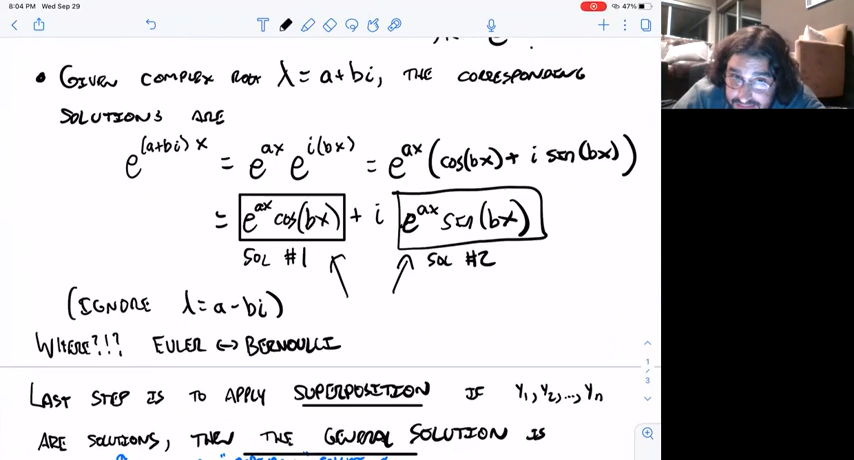 8:04 PM Wed Sep 29
47%
• GIVEN COMPLEX ROOT λ = a+bi, THE CORRESPONDING
SOLUTIONS ARE
e^{(a+bi)x} = e^{ax} e^{i(bx)} = e^{ax} (cos(bx) + i sin(bx))
= e^{ax} cos(bx) + i e^{ax} sin(bx)
SOL #1 SOL #2
(IGNORE λ = a - bi)
WHERE?!? EULER ↔ BERNOULLI
1
/
3
LAST STEP IS TO APPLY SUPERPOSITION IF Y₁, Y₂, ..., Yₙ
ARE SOLUTIONS, THEN THE GENERAL SOLUTION IS